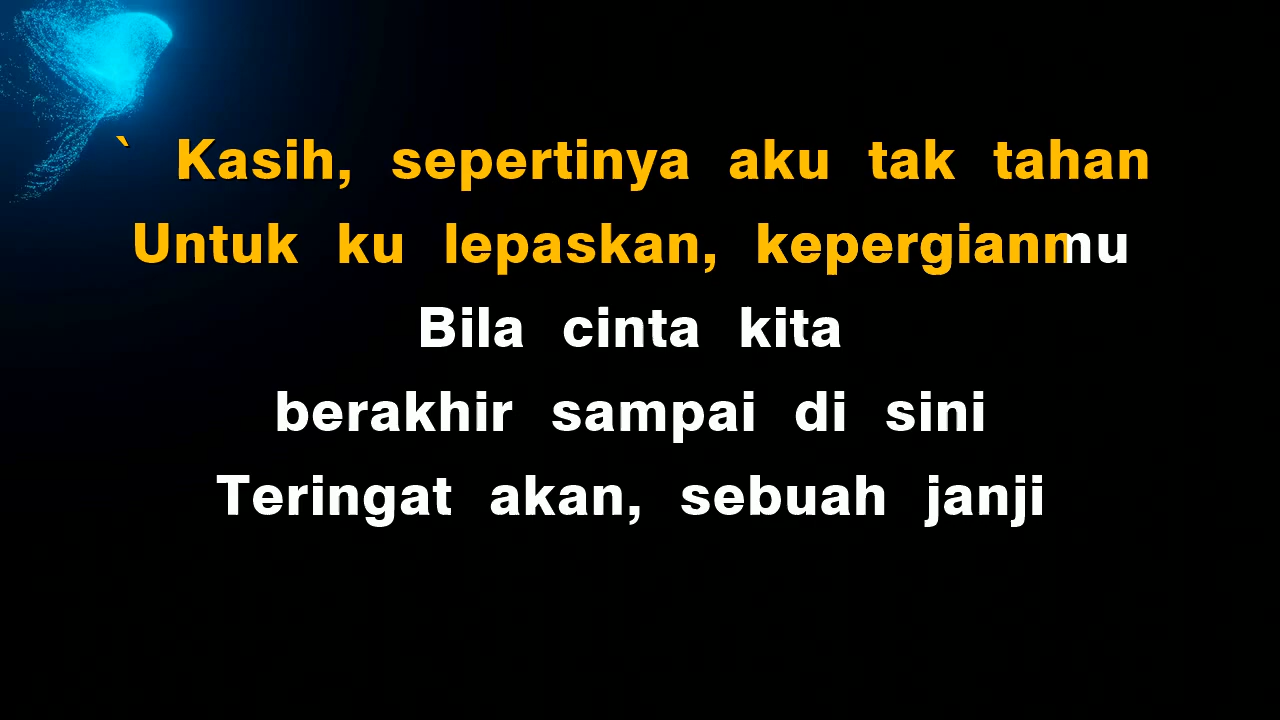 ` Kasih, sepertinya aku tak tahan
Untuk ku lepaskan, kepergianmu
Bila cinta kita
berakhir sampai di sini
Teringat akan, sebuah janji